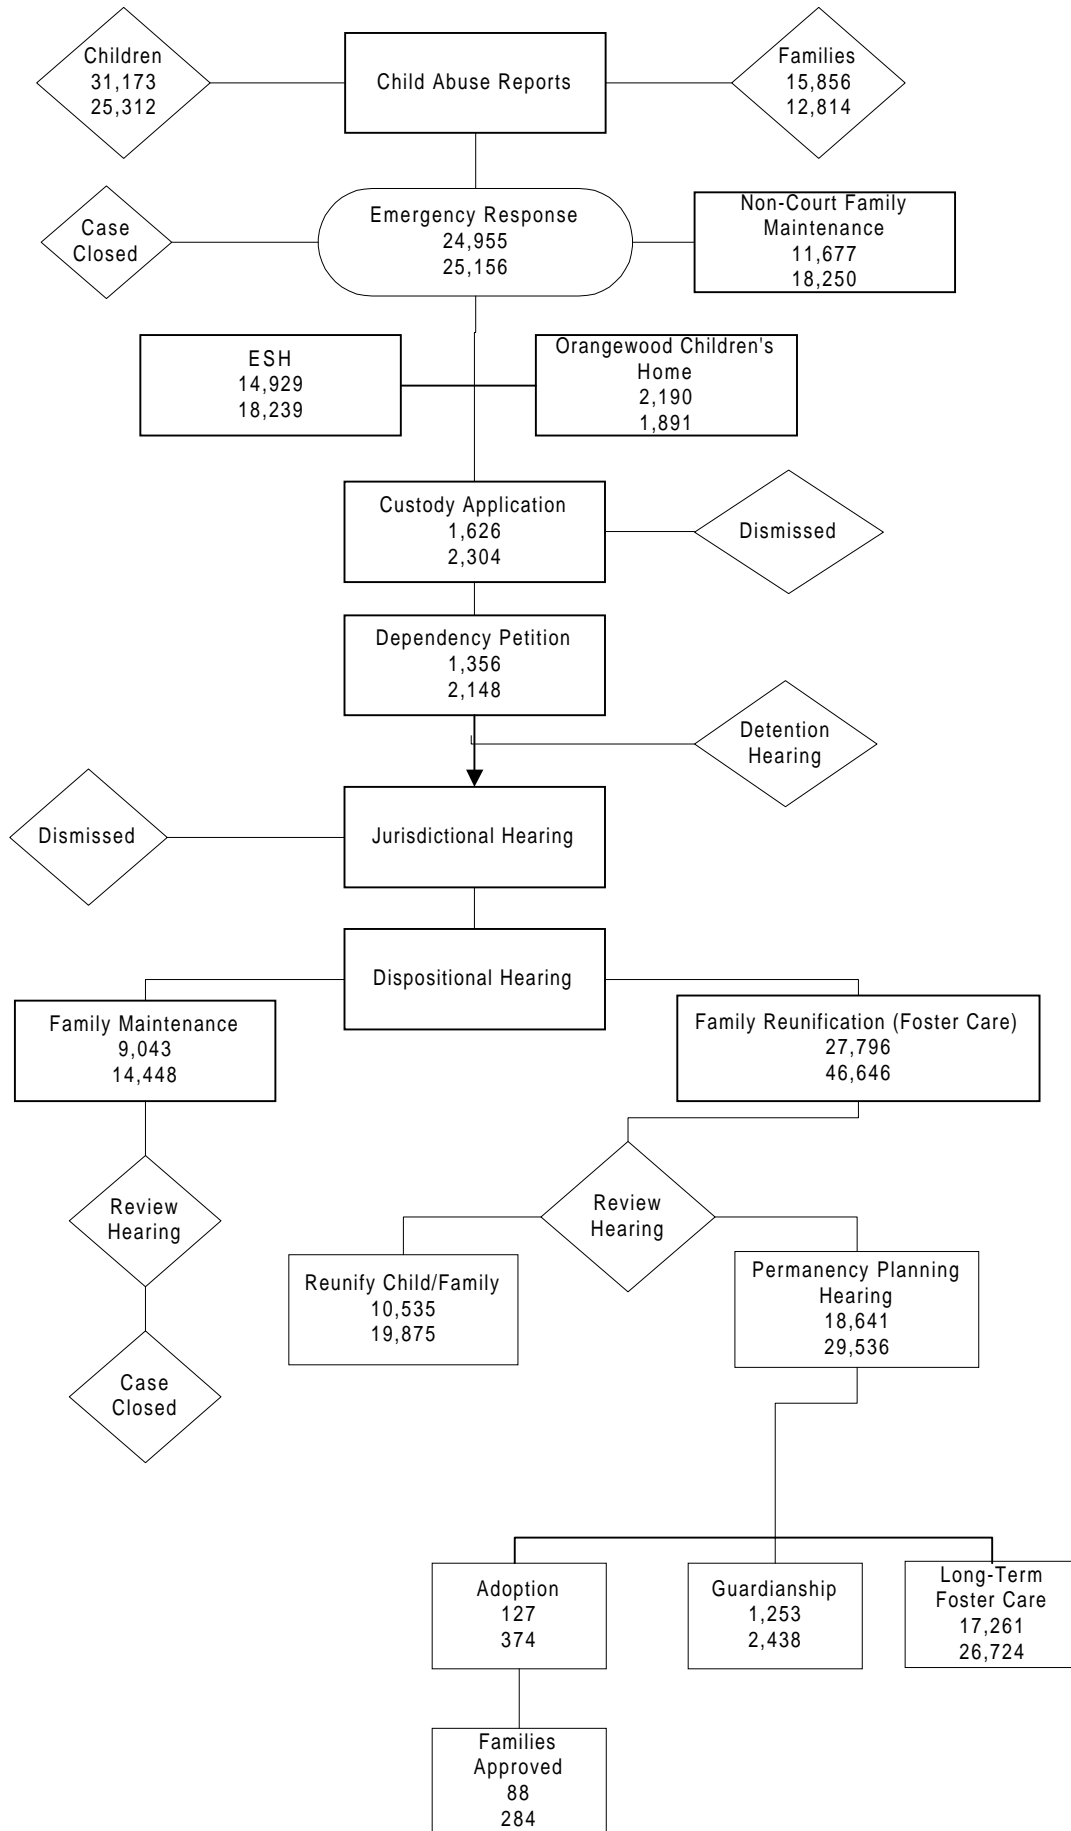 Children
31,173
25,312
Child Abuse Reports
Families
15,856
12,814
Case
Closed
Emergency Response
24,955
25,156
Non-Court Family
Maintenance
11,677
18,250
ESH
14,929
18,239
Orangewood Children's
Home
2,190
1,891
Custody Application
1,626
2,304
Dismissed
Dependency Petition
1,356
2,148
Detention
Hearing
Dismissed
Jurisdictional Hearing
Dispositional Hearing
Family Maintenance
9,043
14,448
Family Reunification (Foster Care)
27,796
46,646
Review
Hearing
Review
Hearing
Reunify Child/Family
10,535
19,875
Permanency Planning
Hearing
18,641
29,536
Case
Closed
Adoption
127
374
Guardianship
1,253
2,438
Long-Term
Foster Care
17,261
26,724
Families
Approved
88
284